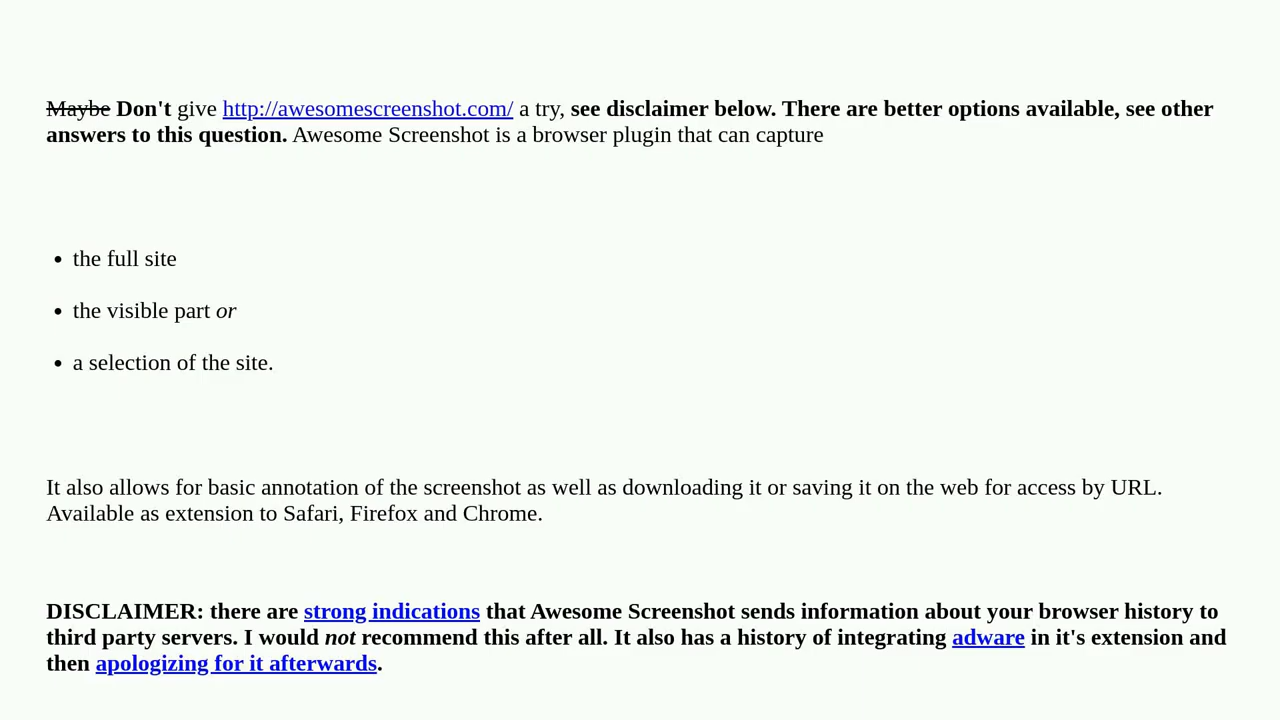 Maybe Don't give http://awesomescreenshot.com/ a try, see disclaimer below. There are better options available, see other
answers to this question. Awesome Screenshot is a browser plugin that can capture
• the full site
• the visible part or
• a selection of the site.
It also allows for basic annotation of the screenshot as well as downloading it or saving it on the web for access by URL.
Available as extension to Safari, Firefox and Chrome.
DISCLAIMER: there are strong indications that Awesome Screenshot sends information about your browser history to
third party servers. I would not recommend this after all. It also has a history of integrating adware in it's extension and
then apologizing for it afterwards.